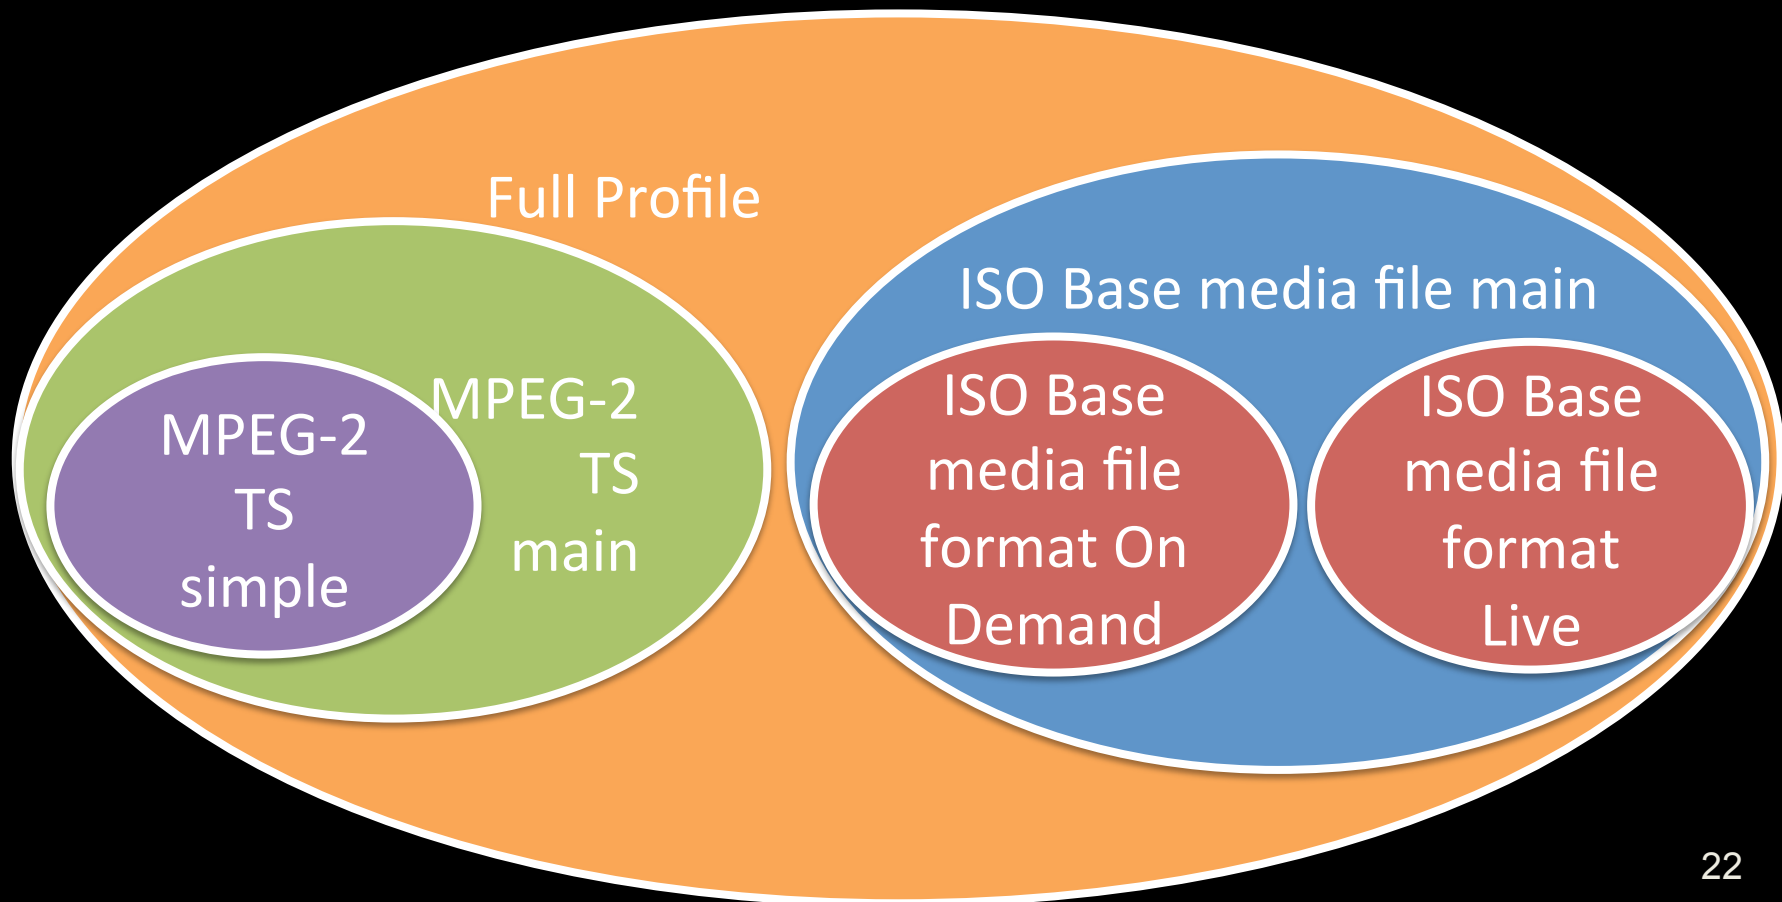 Full Profile
ISO Base media file main
MPEG-2
TS
main
MPEG-2
TS
simple
ISO Base
media file
format On
Demand
ISO Base
media file
format
Live
22